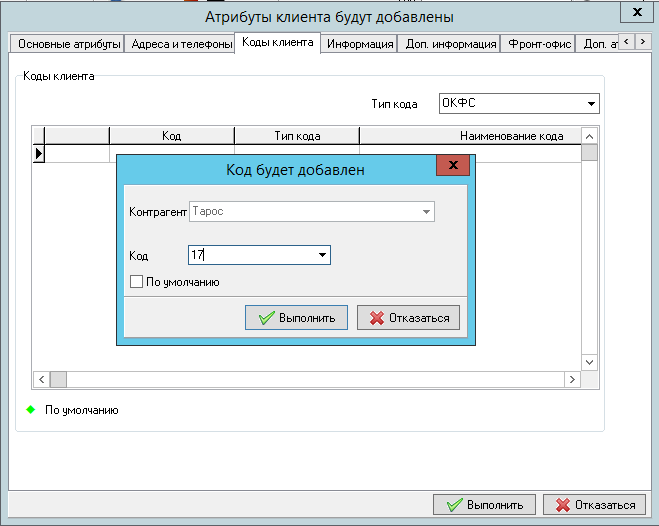 Атрибуты клиента будут добавлены
x
Основные атрибуты Адреса и телефоны Коды клиента Информация Доп. информация Фронт-офис Доп. ат
Коды клиента
Тип кода ОКФС
Код Тип кода Наименование кода
Код будет добавлен
x
Контрагент Тарос
Код 17
По умолчанию
Выполнить Отказаться
По умолчанию
Выполнить Отказаться